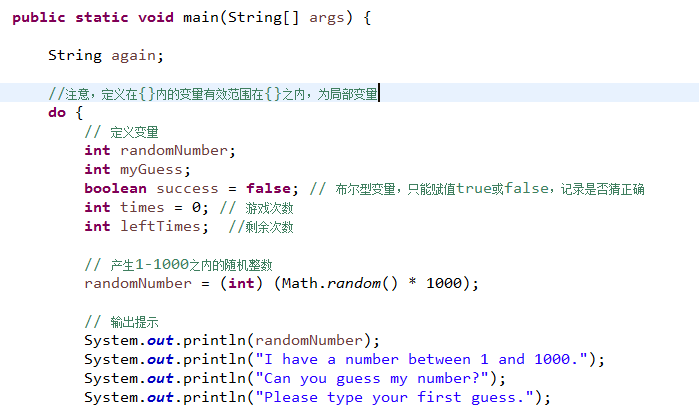 public static void main(String[] args) {
String again;
//注意，定义在{}内的变量有效范围在{}之内，为局部变量
do {
// 定义变量
int randomNumber;
int myGuess;
boolean success = false; // 布尔型变量，只能赋值true或false，记录是否猜正确
int times = 0; // 游戏次数
int leftTimes;  //剩余次数
// 产生1-1000之内的随机整数
randomNumber = (int) (Math.random() * 1000);
// 输出提示
System.out.println(randomNumber);
System.out.println("I have a number between 1 and 1000.");
System.out.println("Can you guess my number?");
System.out.println("Please type your first guess.");